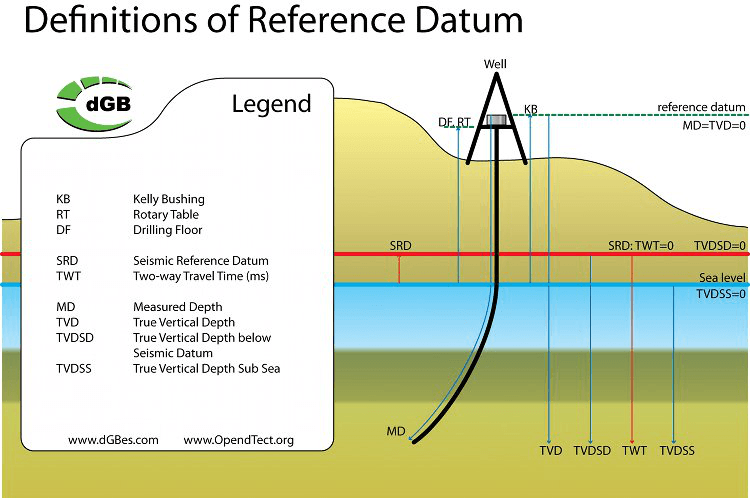 Definitions of Reference Datum
dGB
Legend
KB Kelly Bushing
RT Rotary Table
DF Drilling Floor
SRD Seismic Reference Datum
TWT Two-way Travel Time (ms)
MD Measured Depth
TVD True Vertical Depth
TVDSD True Vertical Depth below
Seismic Datum
TVDSS True Vertical Depth Sub Sea
www.dGBes.com www.OpendTect.org
Well
DF, RT
KB
reference datum
MD=TVD=0
SRD
SRD: TWT=0 TVDSD=0
Sea level
TVDSS=0
MD
TVD TVDSD TWT TVDSS